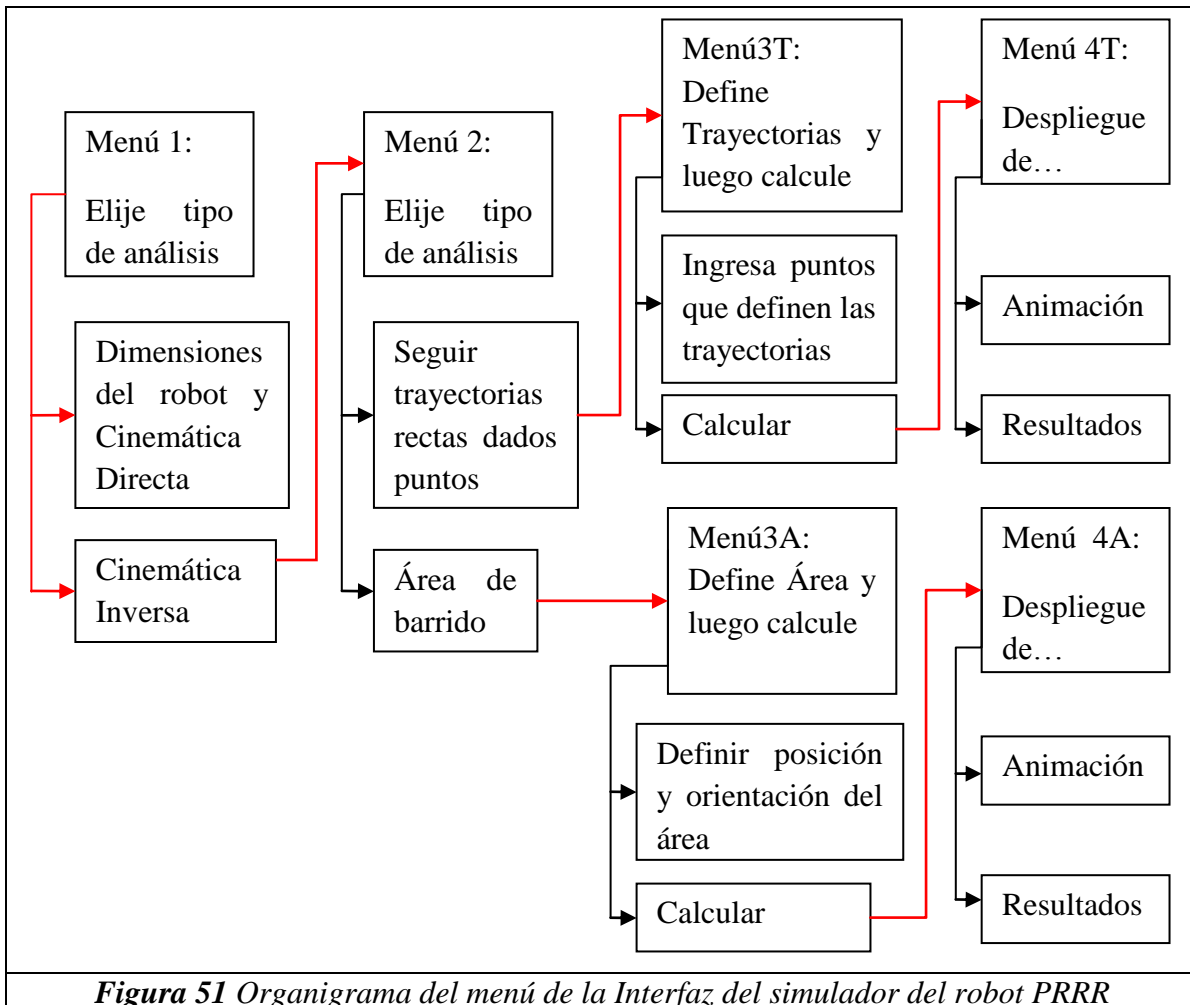 Menú 1:
Elije tipo
de análisis
Dimensiones
del robot y
Cinemática
Directa
Cinemática
Inversa
Menú 2:
Elije tipo
de análisis
Seguir
trayectorias
rectas dados
puntos
Área de
barrido
Menú3T:
Define
Trayectorias y
luego calcule
Ingresa puntos
que definen las
trayectorias
Calcular
Menú 4T:
Despliegue
de…
Animación
Resultados
Menú3A:
Define Área y
luego calcule
Definir posición
y orientación del
área
Calcular
Menú 4A:
Despliegue
de…
Animación
Resultados
Figura 51 Organigrama del menú de la Interfaz del simulador del robot PRRR